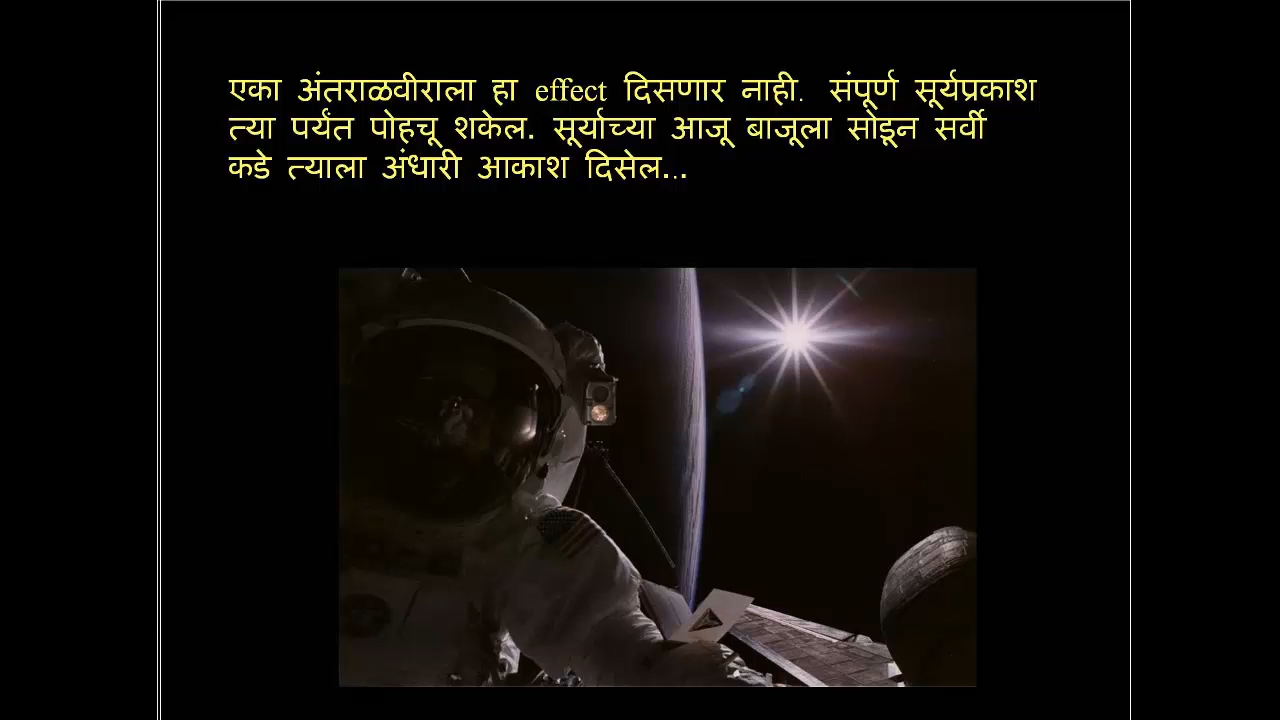 एका अंतराळवीराला हा effect दिसणार नाही. संपूर्ण सूर्यप्रकाश
त्या पर्यंत पोहचू शकेल. सूर्याच्या आजू बाजूला सोडून सर्वी
कडे त्याला अंधारी आकाश दिसेल...